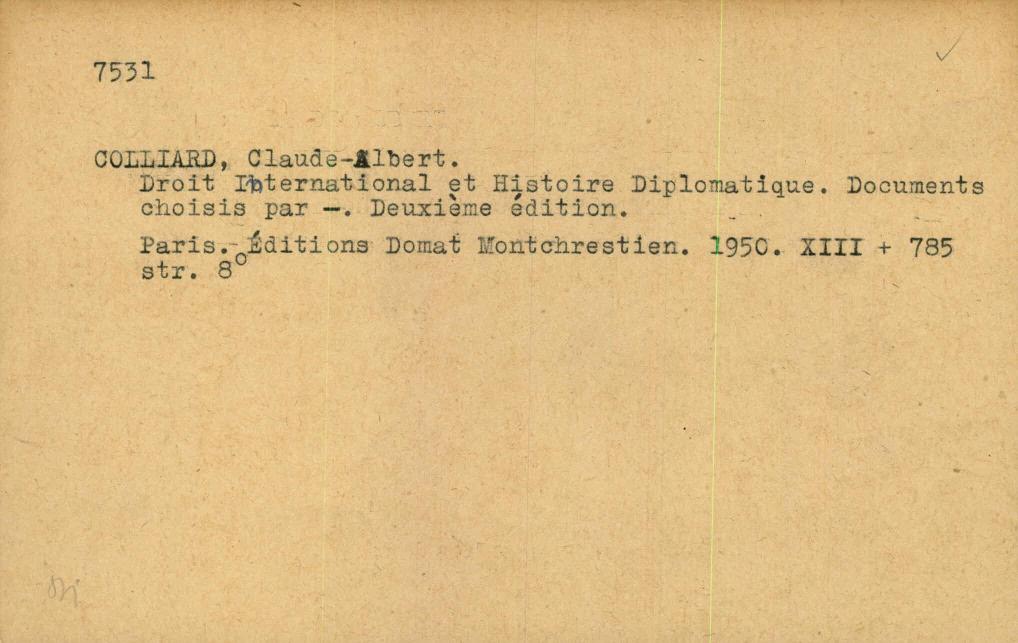 7531
COLLIARD, Claude-Albert.
Droit International et Histoire Diplomatique. Documents
choisis par —. Deuxième édition.
Paris.- Éditions Domat Montchrestien. 1950. XIII + 785
str. 8º